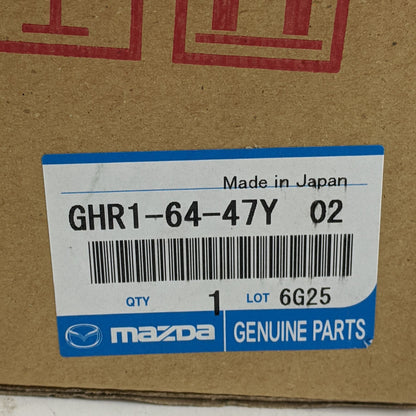 Made in Japan
GHR1-64-47Y 02
QTY 1 LOT 6G25
mazda GENUINE PARTS